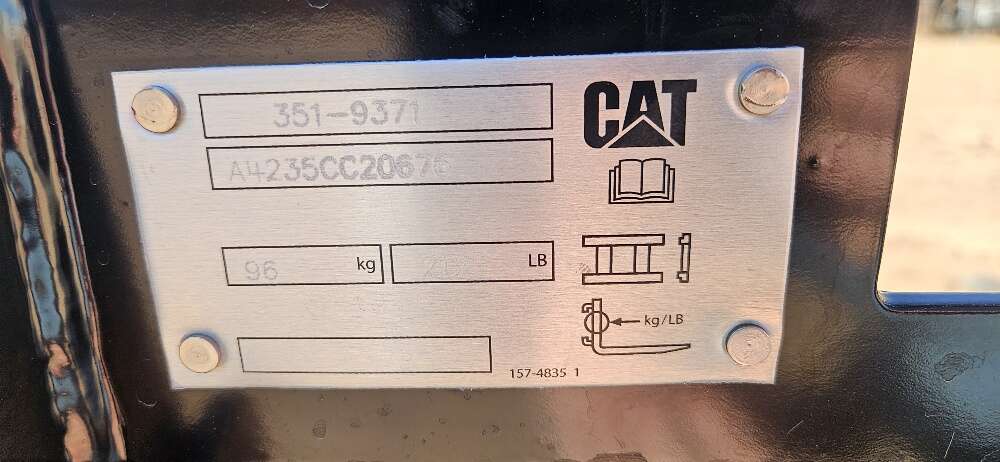 351-9371
CAT
A4235CC20676
96 kg
LB
kg/LB
157-4835 1